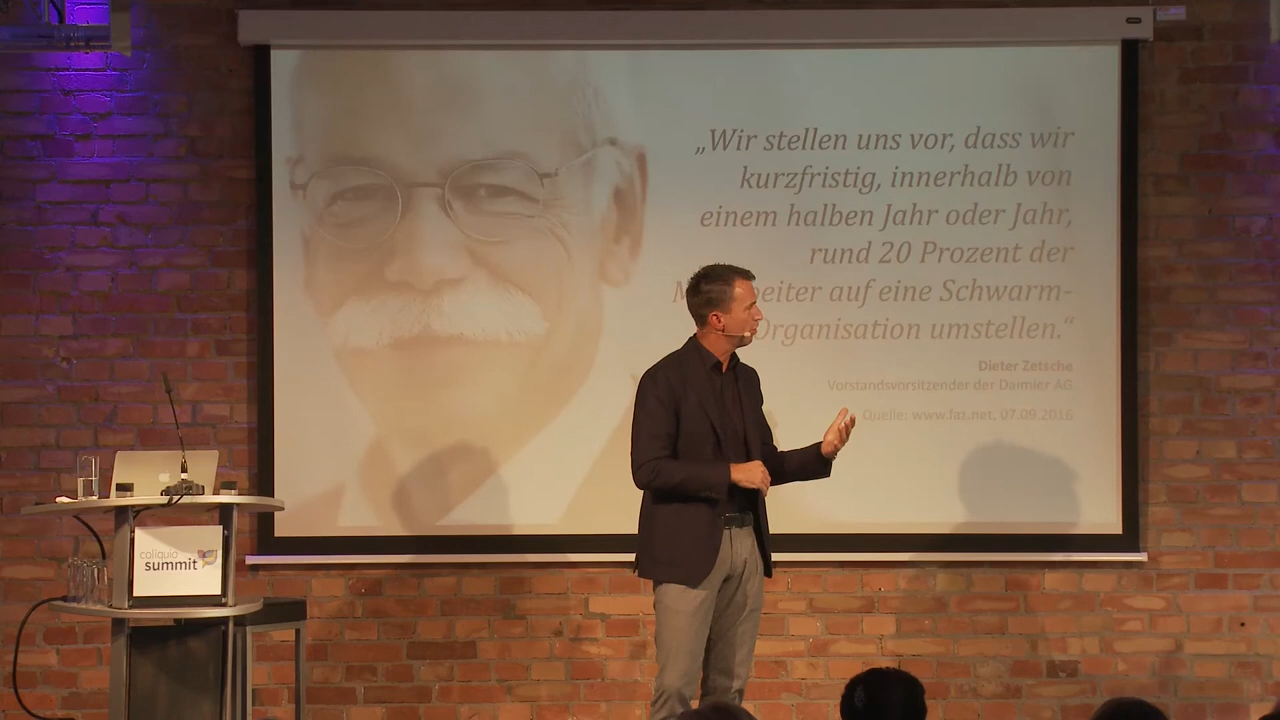 „Wir stellen uns vor, dass wir
kurzfristig, innerhalb von
einem halben Jahr oder Jahr,
rund 20 Prozent der
auf eine Schwarm-
Organisation umstellen.“
Dieter Zetsche
Vorstandsvorsitzender der Daimler AG
Quelle: www.faz.net, 07.09.2016
coliquio
summit